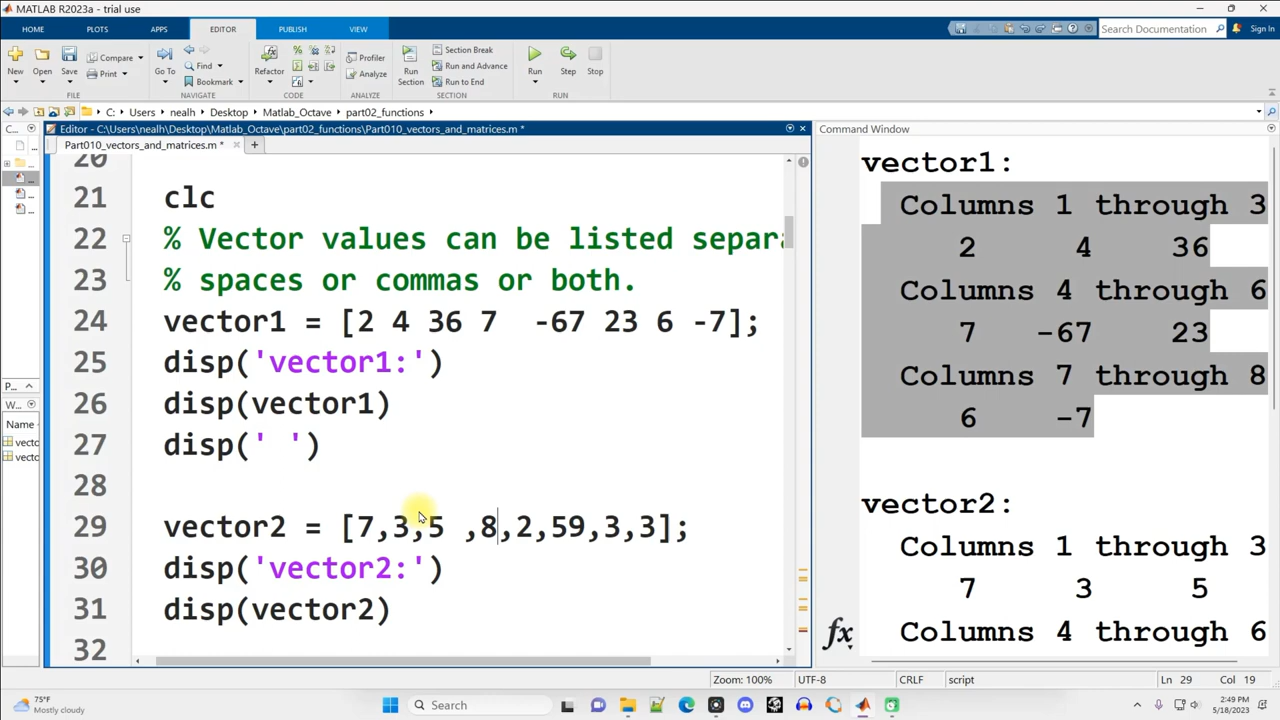 MATLAB R2023a - trial use
HOME PLOTS APPS EDITOR PUBLISH VIEW Search Documentation Sign In
New Open Save Compare Print Go To Find Bookmark Refactor Profiler Analyze Run Section Section Break Run and Advance Run to End Run Step Stop
FILE NAVIGATE CODE ANALYZE SECTION RUN
C: Users nealh Desktop Matlab_Octave part02_functions
C... Editor - C:\Users\nealh\Desktop\Matlab_Octave\part02_functions\Part010_vectors_and_matrices.m * Command Window
Part010_vectors_and_matrices.m * +
20
21 clc
22 % Vector values can be listed separa
23 % spaces or commas or both.
24 vector1 = [2 4 36 7  -67 23 6 -7];
25 disp('vector1:')
26 disp(vector1)
27 disp(' ')
28
29 vector2 = [7,3,5 ,8,2,59,3,3];
30 disp('vector2:')
31 disp(vector2)
32
P...
W...
Name
vecto
vecto
vector1:
Columns 1 through 3
2 4 36
Columns 4 through 6
7 -67 23
Columns 7 through 8
6 -7
vector2:
Columns 1 through 3
7 3 5
Columns 4 through 6
fx
Zoom: 100% UTF-8 CRLF script Ln 29 Col 19
75°F
Mostly cloudy
Search
2:49 PM
5/18/2023